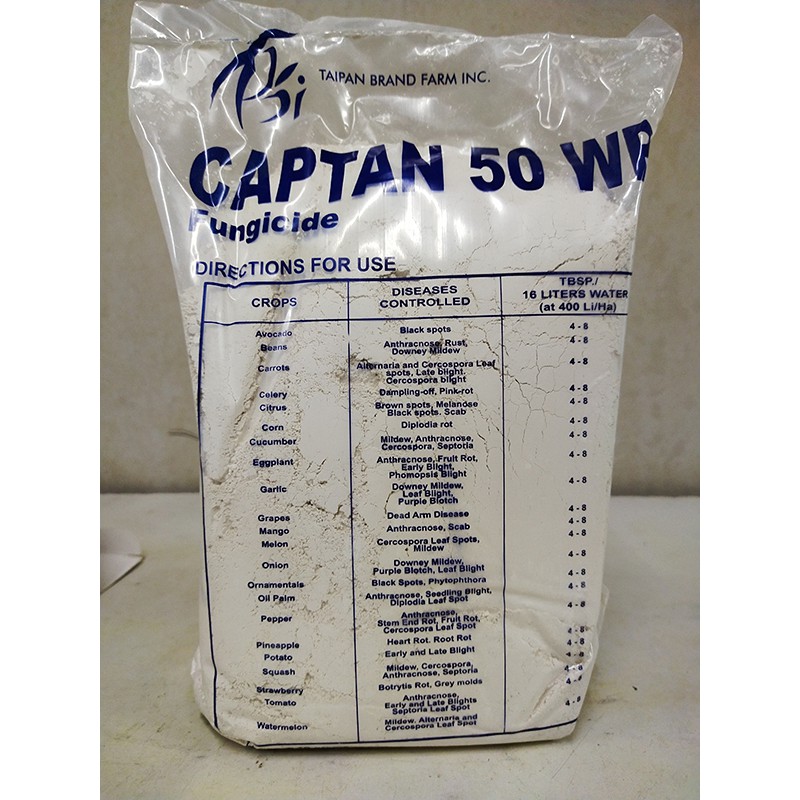 TAIPAN BRAND FARM INC.
CAPTAN 50 WP
Fungicide
DIRECTIONS FOR USE
CROPS DISEASES CONTROLLED TBSP./ 16 LITERS WATER (at 400 Li/Ha)
Avocado Black spots 4 - 8
Beans Anthracnose, Rust, Downey Mildew 4 - 8
Carrots Alternaria and Cercospora Leaf spots, Late blight. Cercospora blight 4 - 8
Celery Dampling-off, Pink-rot 4 - 8
Citrus Brown spots, Melanose Black spots. Scab 4 - 8
Corn Diplodia rot 4 - 8
Cucumber Mildew, Anthracnose, Cercospora, Septoria 4 - 8
Eggplant Anthracnose, Fruit Rot, Early Blight, Phomopsis Blight 4 - 8
Garlic Downey Mildew, Leaf Blight, Purple Blotch 4 - 8
Grapes Dead Arm Disease 4 - 8
Mango Anthracnose, Scab 4 - 8
Melon Cercospora Leaf Spots, Mildew 4 - 8
Onion Downey Mildew, Purple Blotch, Leaf Blight 4 - 8
Ornamentals Black Spots, Phytophthora 4 - 8
Oil Palm Anthracnose, Seedling Blight, Diplodia Leaf Spot 4 - 8
Pepper Anthracnose, Stem End Rot, Fruit Rot, Cercospora Leaf Spot 4 - 8
Pineapple Heart Rot. Root Rot 4 - 8
Potato Early and Late Blight 4 - 8
Squash Mildew, Cercospora, Anthracnose, Septoria 4 - 8
Strawberry Botrytis Rot, Grey molds 4 - 8
Tomato Anthracnose, Early and Late Blights Septoria Leaf Spot 4 - 8
Watermelon Mildew. Alternaria and Cercospora Leaf Spot